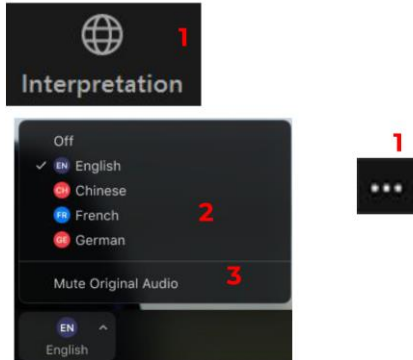 1
Interpretation
Off
EN English
CH Chinese
FR French
GE German
2
Mute Original Audio
3
EN
English
1